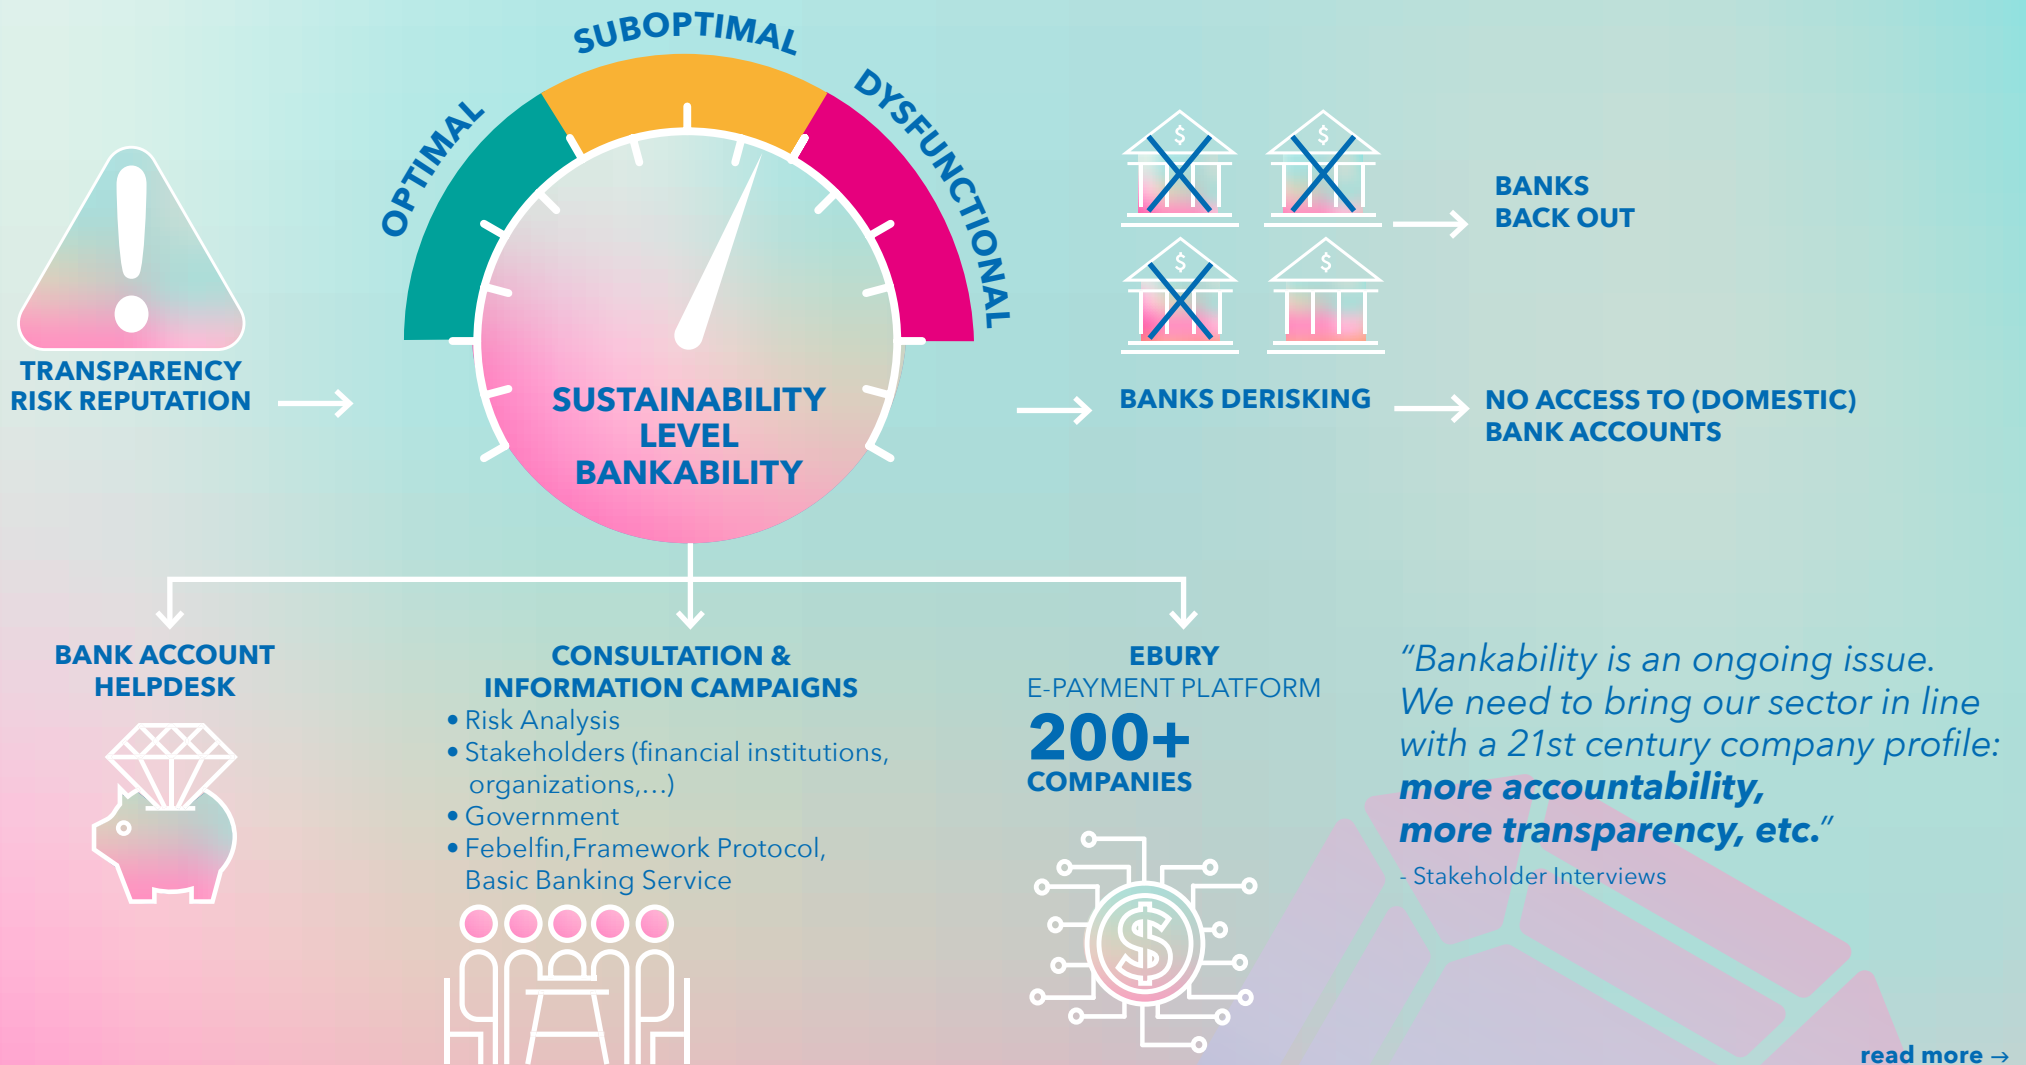 SUBOPTIMAL
OPTIMAL
DYSFUNCTIONAL
TRANSPARENCY
RISK REPUTATION
SUSTAINABILITY
LEVEL
BANKABILITY
$
$
$
$
BANKS
BACK OUT
BANKS DERISKING
NO ACCESS TO (DOMESTIC)
BANK ACCOUNTS
BANK ACCOUNT
HELPDESK
CONSULTATION &
INFORMATION CAMPAIGNS
• Risk Analysis
• Stakeholders (financial institutions,
organizations,...)
• Government
• Febelfin,Framework Protocol,
Basic Banking Service
EBURY
E-PAYMENT PLATFORM
200+
COMPANIES
$
“Bankability is an ongoing issue.
We need to bring our sector in line
with a 21st century company profile:
more accountability,
more transparency, etc.”
- Stakeholder Interviews
read more →